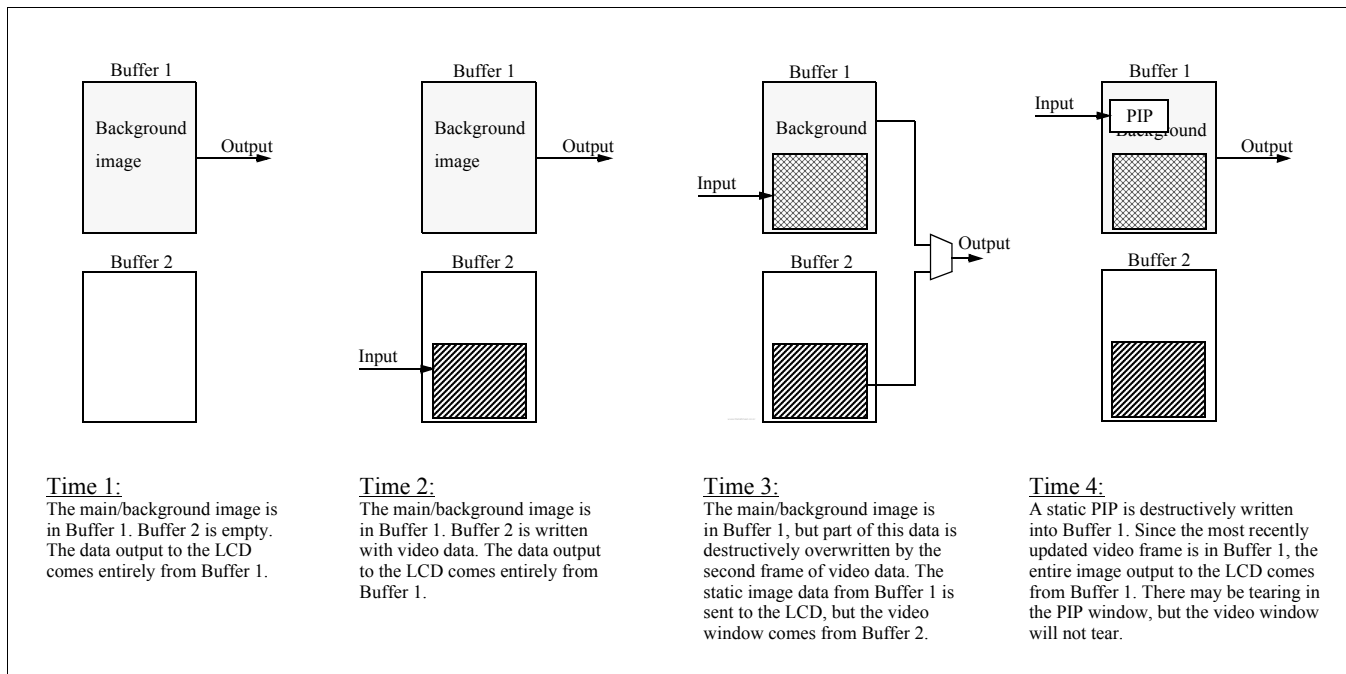 Buffer 1
Background
image
Output
Buffer 2
Time 1:
The main/background image is
in Buffer 1. Buffer 2 is empty.
The data output to the LCD
comes entirely from Buffer 1.
Buffer 1
Background
image
Output
Buffer 2
Input
Time 2:
The main/background image is
in Buffer 1. Buffer 2 is written
with video data. The data output
to the LCD comes entirely from
Buffer 1.
Buffer 1
Background
Input
Output
Buffer 2
Time 3:
The main/background image is
in Buffer 1, but part of this data is
destructively overwritten by the
second frame of video data. The
static image data from Buffer 1 is
sent to the LCD, but the video
window comes from Buffer 2.
Buffer 1
Input
PIP
Background
Output
Buffer 2
Time 4:
A static PIP is destructively written
into Buffer 1. Since the most recently
updated video frame is in Buffer 1, the
entire image output to the LCD comes
from Buffer 1. There may be tearing in
the PIP window, but the video window
will not tear.